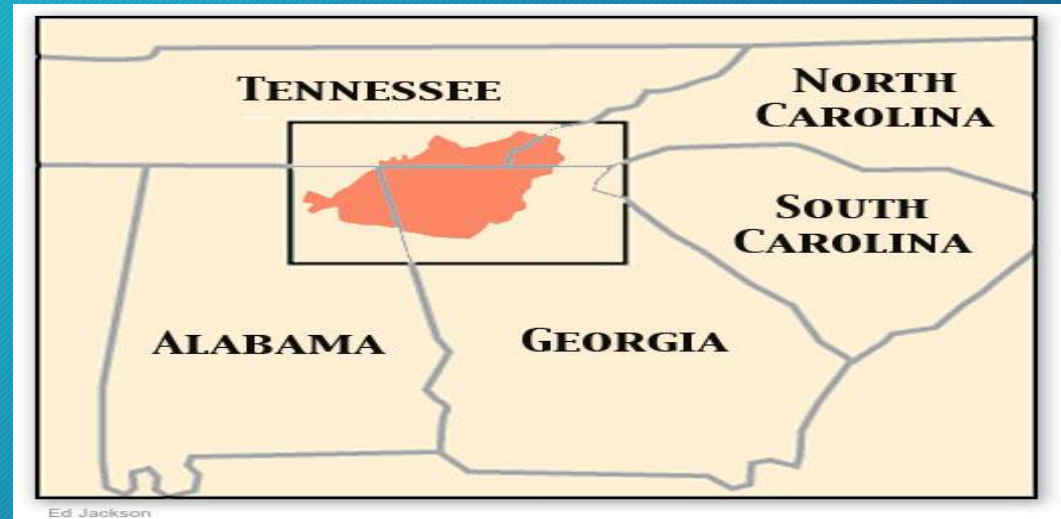 TENNESSEE
NORTH
CAROLINA
SOUTH
CAROLINA
ALABAMA
GEORGIA
Ed Jackson